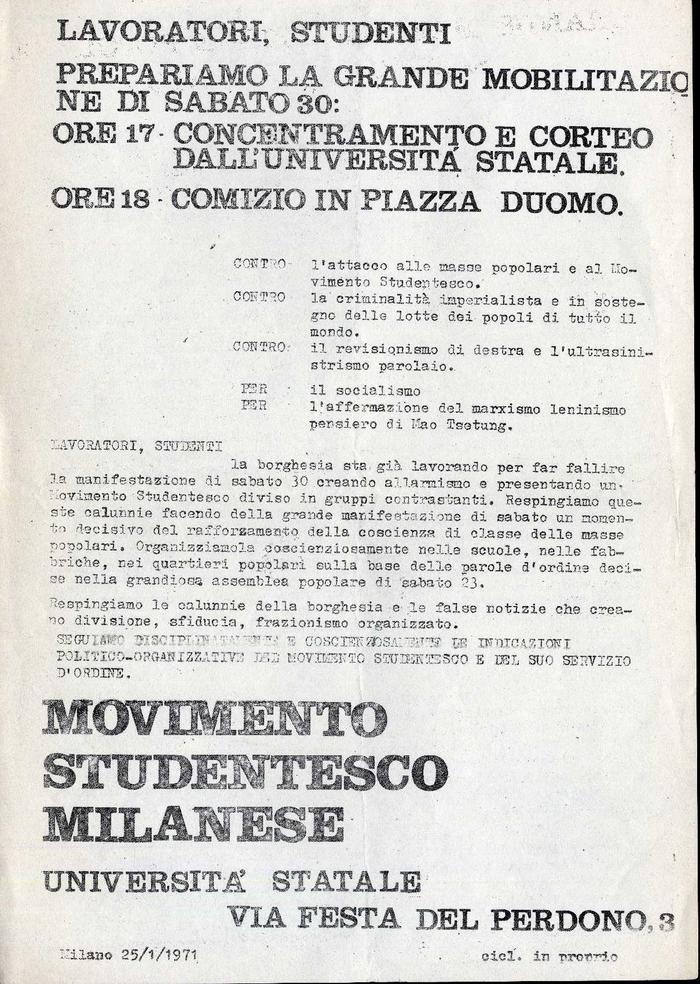 LAVORATORI, STUDENTI
PREPARIAMO LA GRANDE MOBILITAZIO
NE DI SABATO 30:
ORE 17 - CONCENTRAMENTO E CORTEO
DALL'UNIVERSITÁ STATALE.
ORE 18 - COMIZIO IN PIAZZA DUOMO.
CONTRO l'attacco alle masse popolari e al Mo-
vimento Studentesco.
CONTRO la criminalità imperialista e in soste-
gno delle lotte dei popoli di tutto il
mondo.
CONTRO: il revisionismo di destra e l'ultrasini-
strismo parolaio.
PER il socialismo
PER l'affermazione del marxismo leninismo
pensiero di Mao Tsetung.
LAVORATORI, STUDENTI
la borghesia sta già lavorando per far fallire
la manifestazione di sabato 30 creando allarmismo e presentando un
Movimento Studentesco diviso in gruppi contrastanti. Respingiamo que-
ste calunnie facendo della grande manifestazione di sabato un momen-
to decisivo del rafforzamento della coscienza di classe delle masse
popolari. Organizziamola coscienziosamente nelle scuole, nelle fab-
briche, nei quartieri popolari sulla base delle parole d'ordine deci-
se nella grandiosa assemblea popolare di sabato 23.
Respingiamo le calunnie della borghesia e le false notizie che crea-
no divisione, sfiducia, frazionismo organizzato.
SEGUIAMO DISCIPLINATAMENTE E COSCIENZOSAMENTE LE INDICAZIONI
POLITICO-ORGANIZZATIVE DEL MOVIMENTO STUDENTESCO E DEL SUO SERVIZIO
D'ORDINE.
MOVIMENTO
STUDENTESCO
MILANESE
UNIVERSITA' STATALE
VIA FESTA DEL PERDONO, 3
Milano 25/1/1971 cicl. in proprio